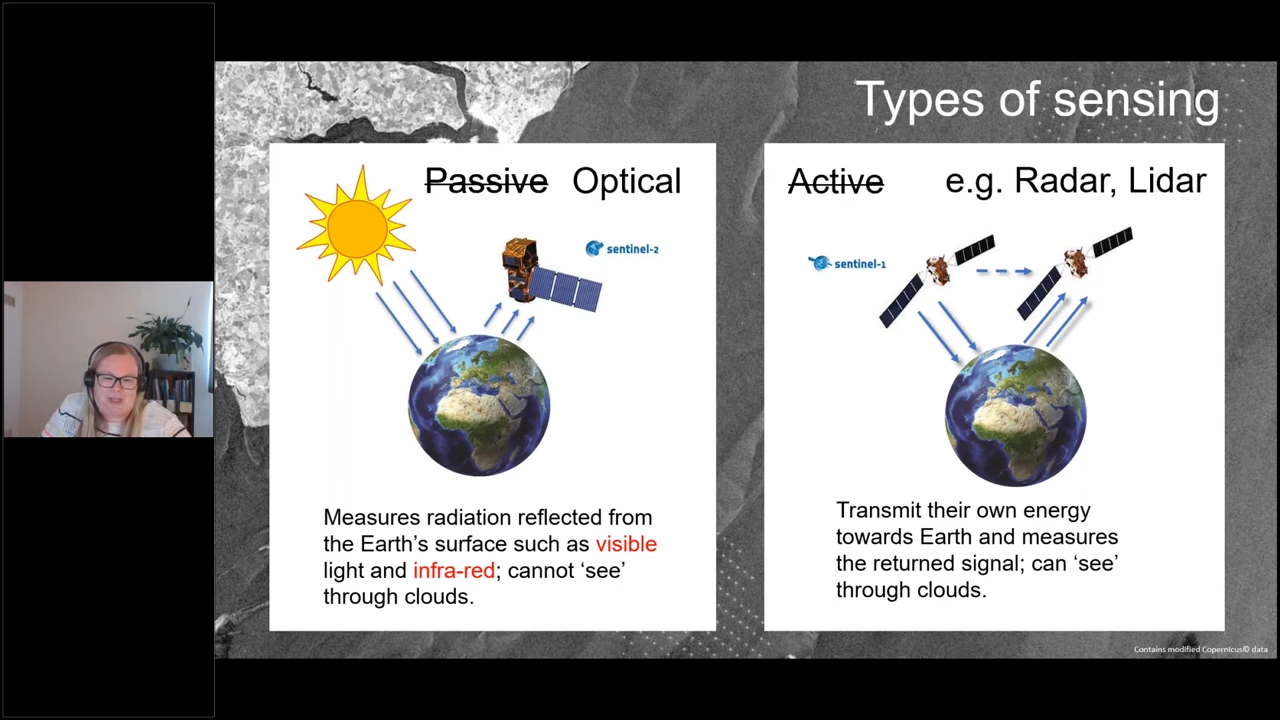 Types of sensing
Passive Optical
sentinel-2
Measures radiation reflected from
the Earth’s surface such as visible
light and infra-red; cannot ‘see’
through clouds.
Active e.g. Radar, Lidar
sentinel-1
Transmit their own energy
towards Earth and measures
the returned signal; can ‘see’
through clouds.
Contains modified Copernicus© data